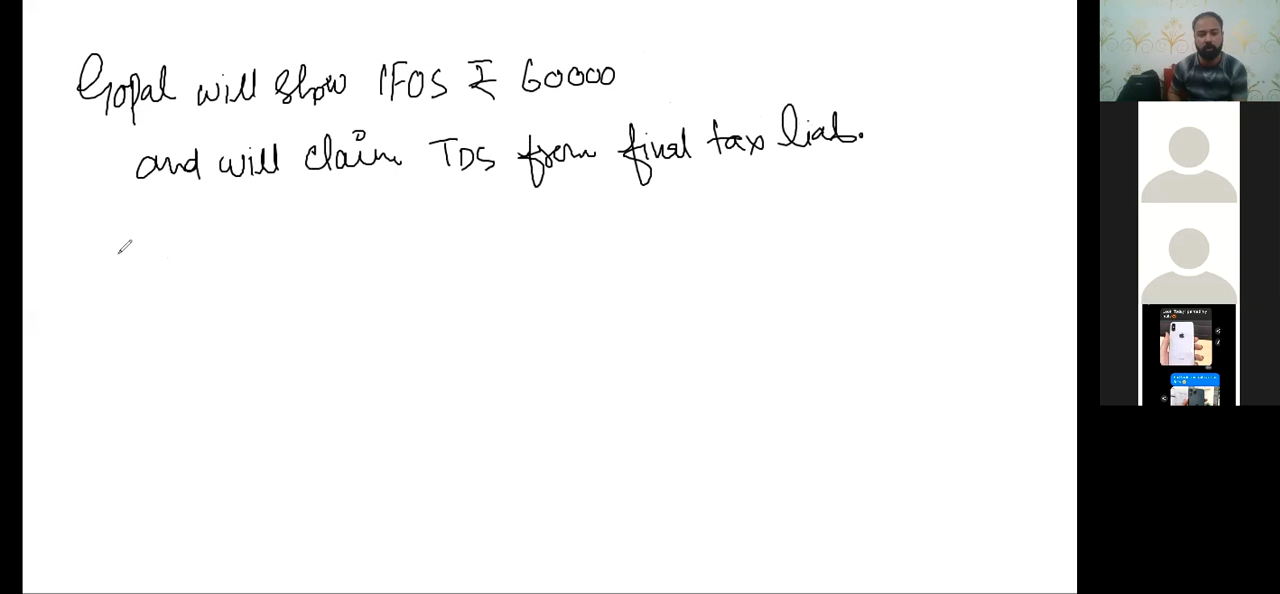 Gopal will show IFOS ₹ 60000
and will claim TDS from final tax liab.